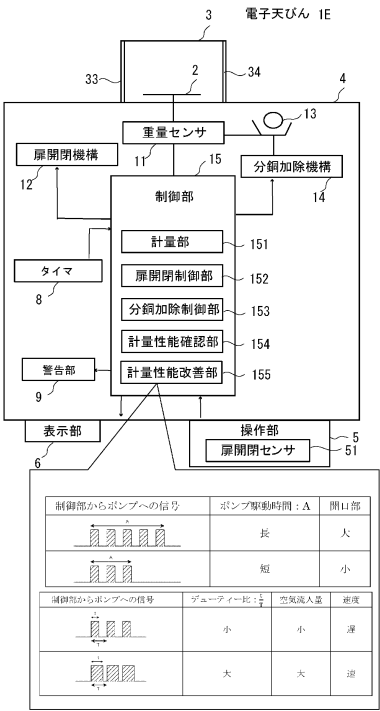 電子天びん 1E
3
33
2
34
4
13
重量センサ
扉開閉機構
11
15
分銅加除機構
12
14
制御部
計量部 151
タイマ
扉開閉制御部 152
8
分銅加除制御部 153
計量性能確認部 154
警告部
計量性能改善部 155
9
表示部
操作部
5
6
扉開閉センサ
51
制御部からポンプへの信号 ポンプ駆動時間：A 開口部
A
長 大
A
短 小
制御部からポンプへの信号 デューティー比：t/T 空気流入量 速度
t
T
小 小 遅
t
T
大 大 速